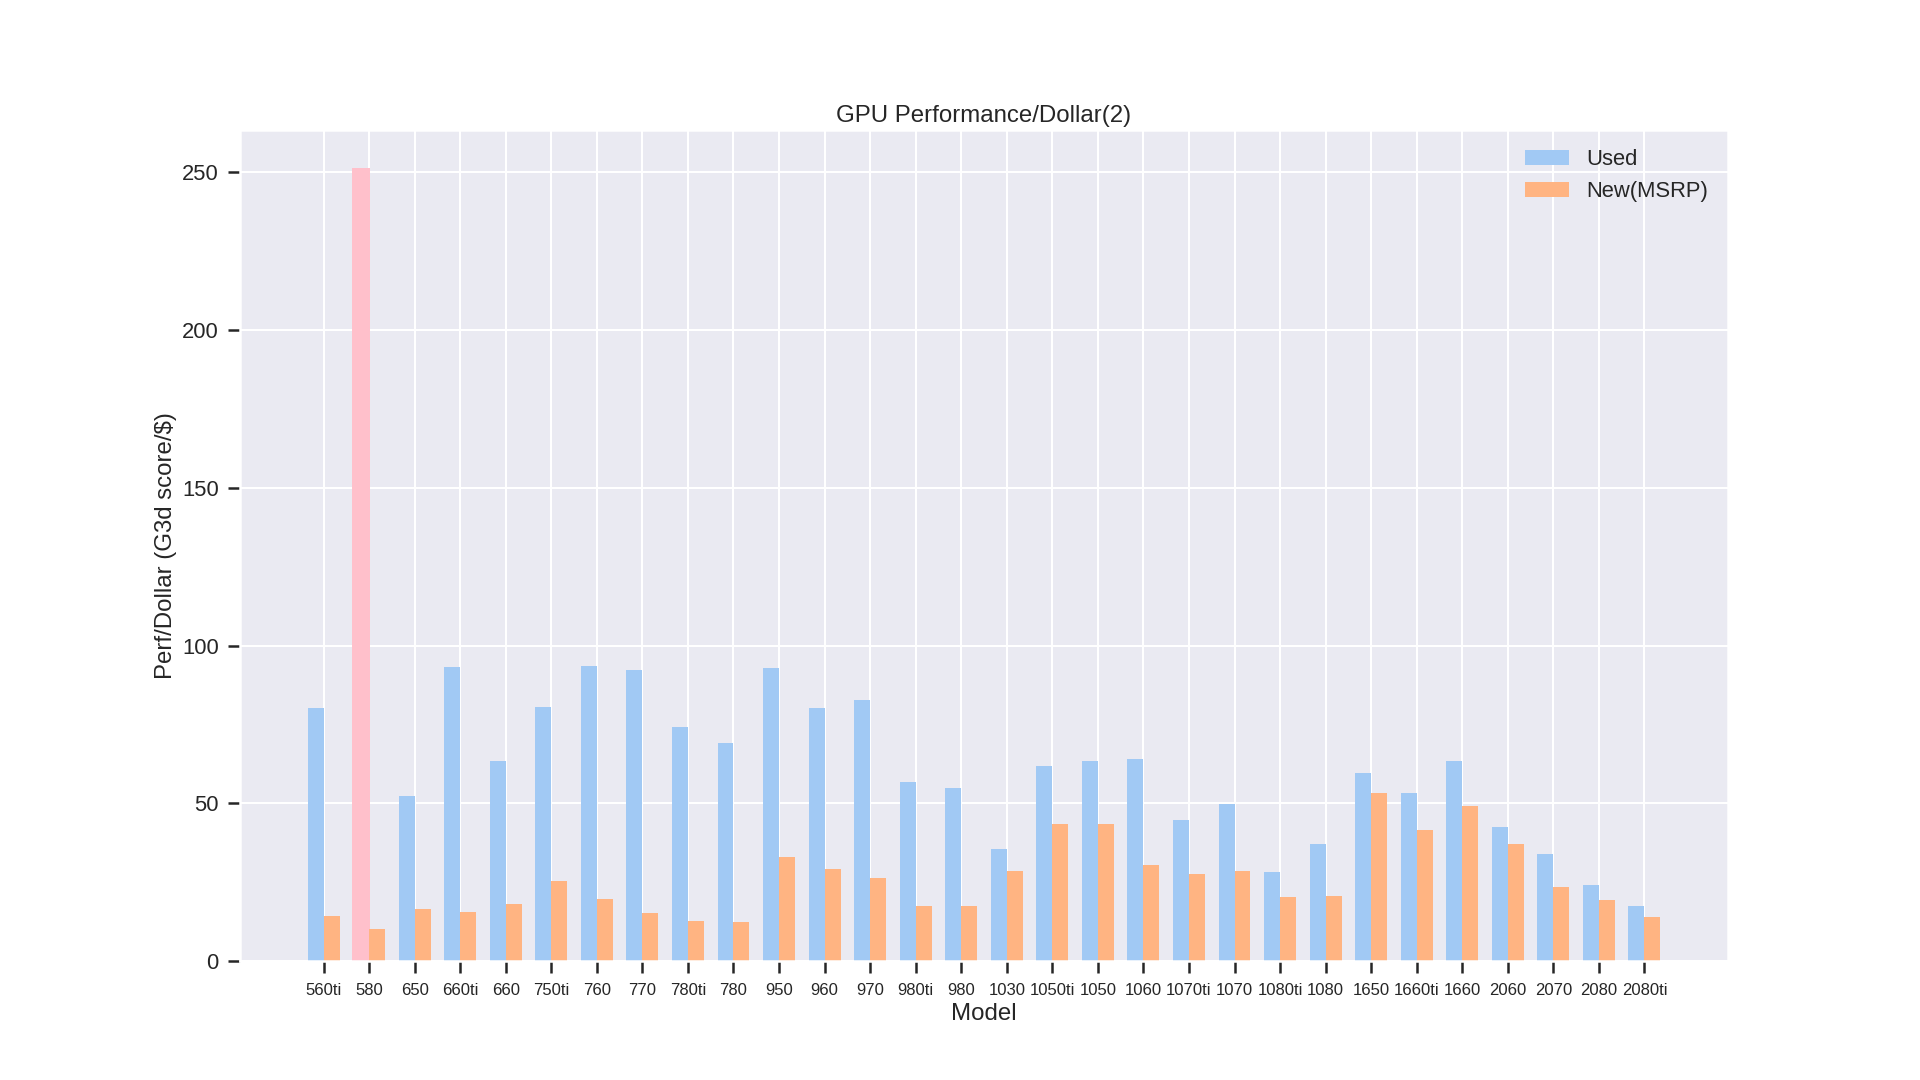 GPU Performance/Dollar(2)
Used
New(MSRP)
250
200
150
100
50
0
Perf/Dollar (G3d score/$)
560ti 580 650 660ti 660 750ti 760 770 780ti 780 950 960 970 980ti 980 1030 1050ti 1050 1060 1070ti 1070 1080ti 1080 1650 1660ti 1660 2060 2070 2080 2080ti
Model